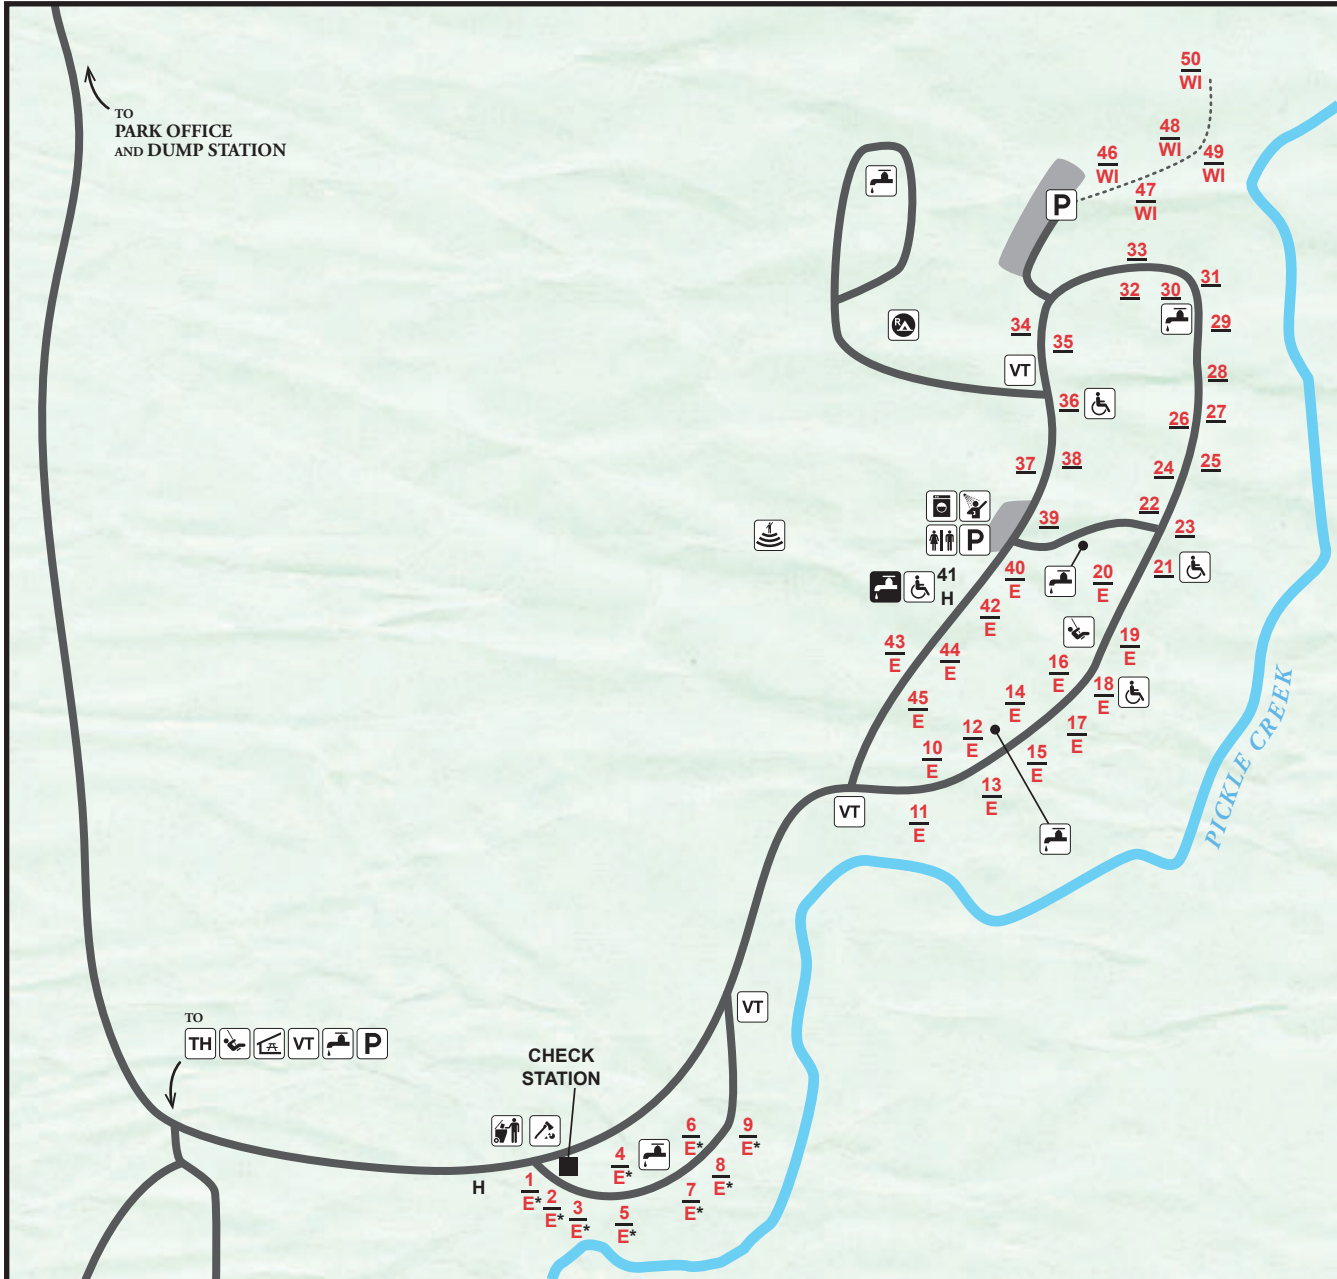 50
WI
48
WI
49
WI
46
WI
47
WI
P
TO
PARK OFFICE
AND DUMP STATION
33
31
32
30
29
34
35
VT
28
R
36
27
26
37
38
24
25
22
39
23
P
40
E
41
H
20
E
21
42
E
43
E
44
E
19
E
16
E
18
E
14
E
45
E
12
E
17
E
10
E
15
E
13
E
11
E
VT
PICKLE CREEK
VT
TO
TH
VT
P
CHECK
STATION
6
E*
9
E*
4
E*
8
E*
H
1
E*
2
E*
3
E*
5
E*
7
E*